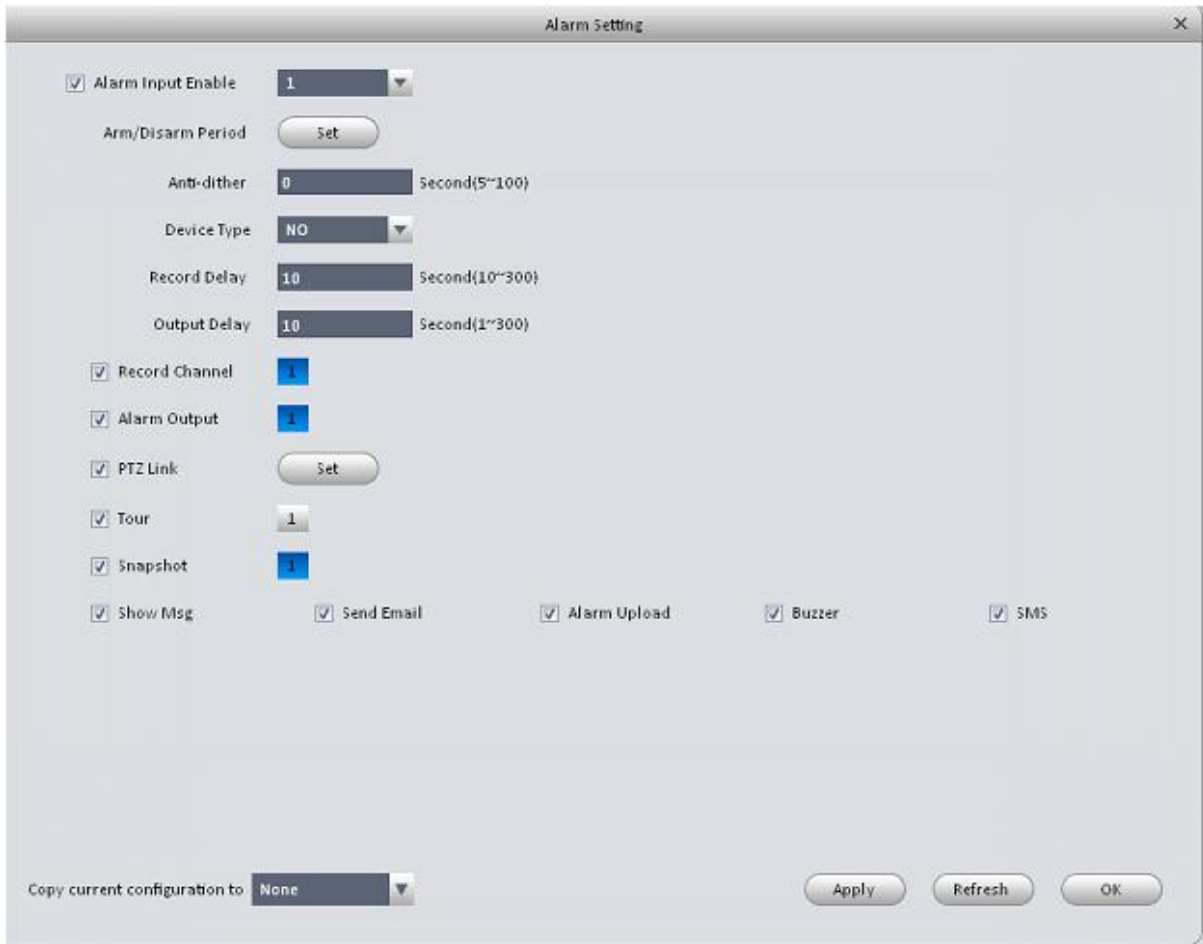 Alarm Setting
Alarm Input Enable 1
Arm/Disarm Period Set
Anti-dither 0 Second(5~100)
Device Type NO
Record Delay 10 Second(10~300)
Output Delay 10 Second(1~300)
Record Channel 1
Alarm Output 1
PTZ Link Set
Tour 1
Snapshot 1
Show Msg Send Email Alarm Upload Buzzer SMS
Copy current configuration to None Apply Refresh OK